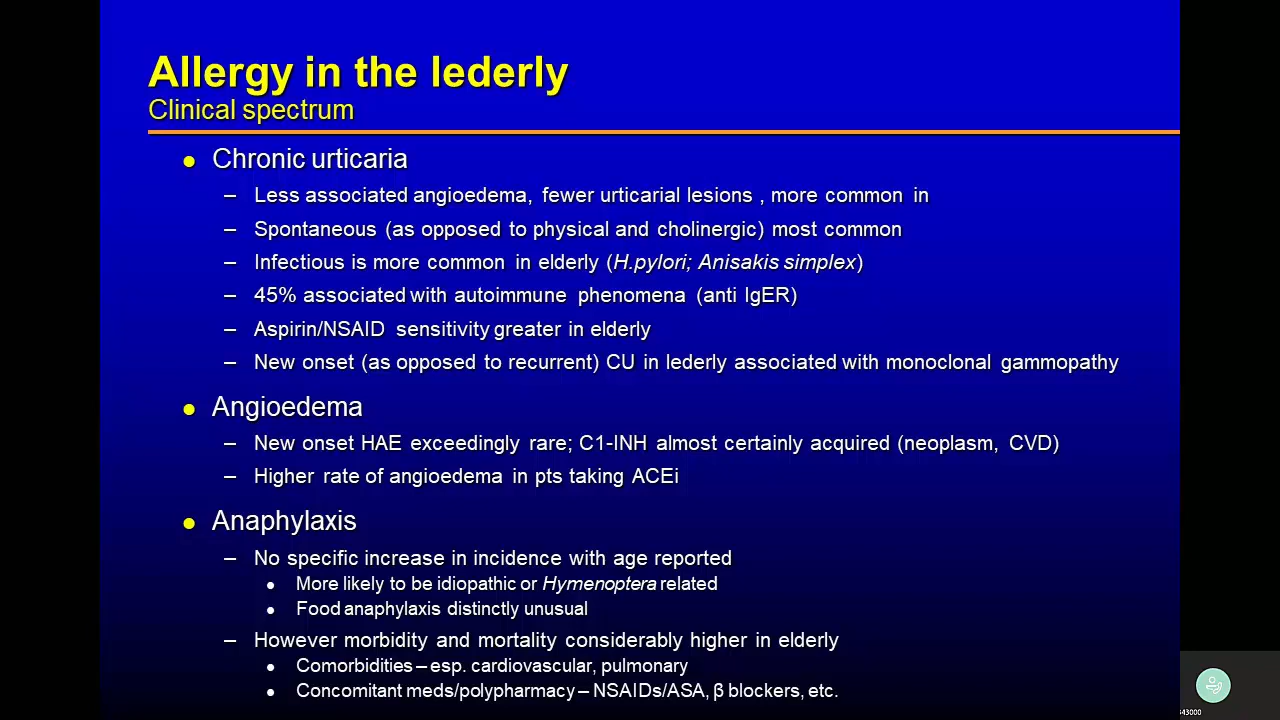 Allergy in the lederly
Clinical spectrum
● Chronic urticaria
– Less associated angioedema, fewer urticarial lesions , more common in
– Spontaneous (as opposed to physical and cholinergic) most common
– Infectious is more common in elderly (H.pylori; Anisakis simplex)
– 45% associated with autoimmune phenomena (anti IgER)
– Aspirin/NSAID sensitivity greater in elderly
– New onset (as opposed to recurrent) CU in lederly associated with monoclonal gammopathy
● Angioedema
– New onset HAE exceedingly rare; C1-INH almost certainly acquired (neoplasm, CVD)
– Higher rate of angioedema in pts taking ACEi
● Anaphylaxis
– No specific increase in incidence with age reported
● More likely to be idiopathic or Hymenoptera related
● Food anaphylaxis distinctly unusual
– However morbidity and mortality considerably higher in elderly
● Comorbidities – esp. cardiovascular, pulmonary
● Concomitant meds/polypharmacy – NSAIDs/ASA, β blockers, etc.